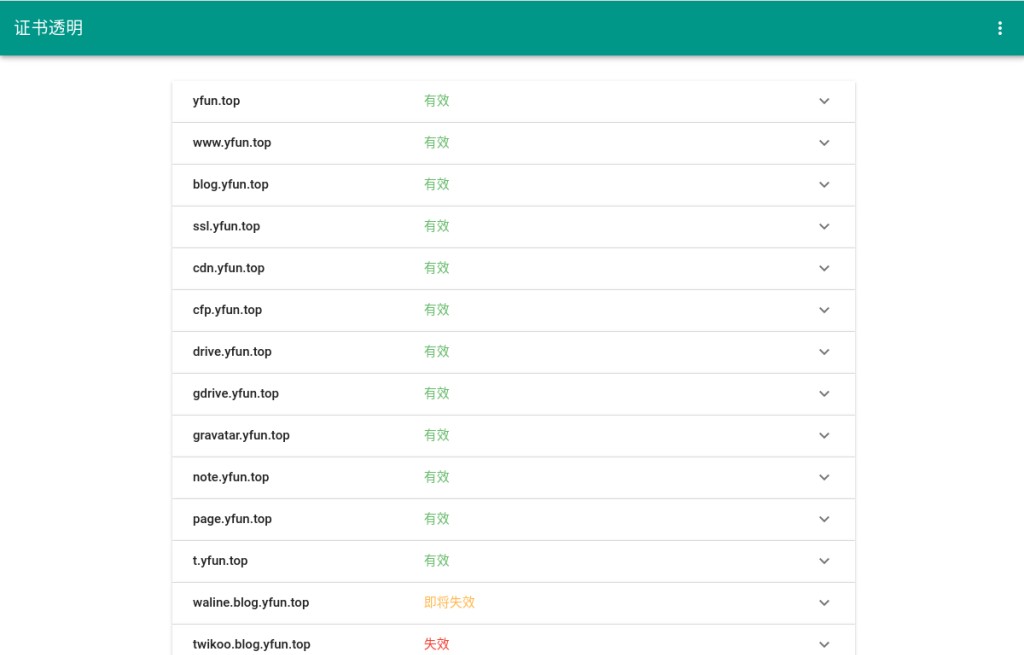 证书透明
yfun.top 有效
www.yfun.top 有效
blog.yfun.top 有效
ssl.yfun.top 有效
cdn.yfun.top 有效
cfp.yfun.top 有效
drive.yfun.top 有效
gdrive.yfun.top 有效
gravatar.yfun.top 有效
note.yfun.top 有效
page.yfun.top 有效
t.yfun.top 有效
waline.blog.yfun.top 即将失效
twikoo.blog.yfun.top 失效